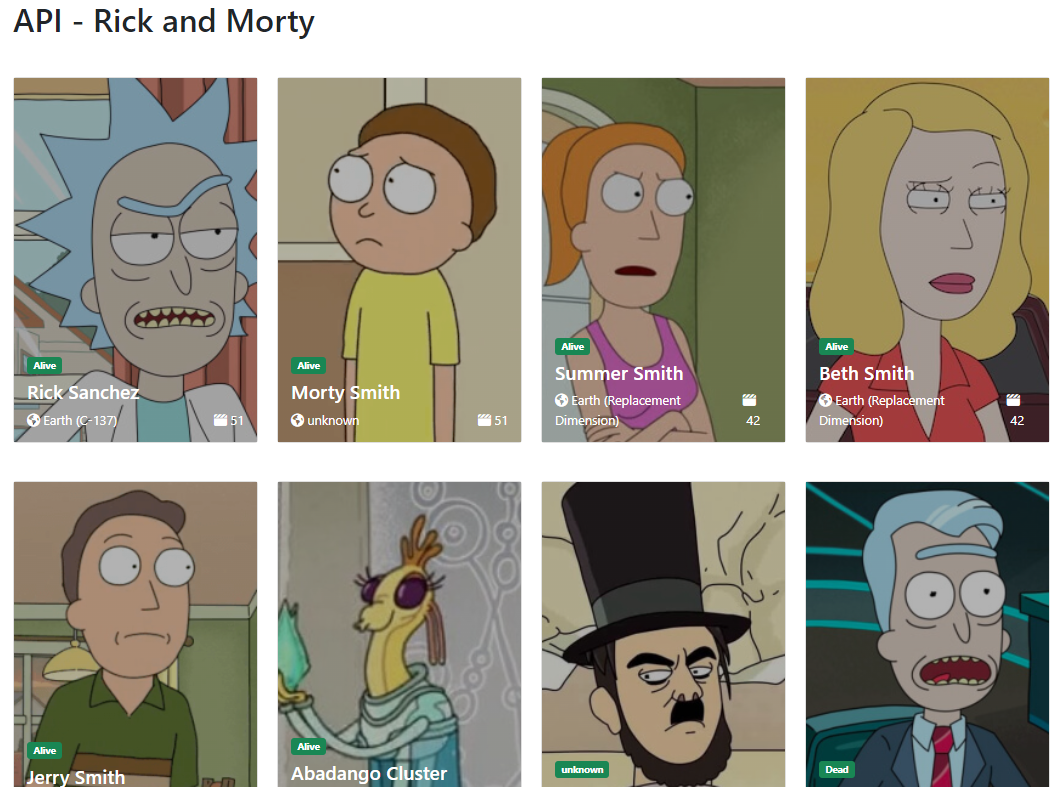 API - Rick and Morty
Alive
Rick Sanchez
Earth (C-137) 51
Alive
Morty Smith
unknown 51
Alive
Summer Smith
Earth (Replacement
Dimension) 42
Alive
Beth Smith
Earth (Replacement
Dimension) 42
Alive
Jerry Smith
Alive
Abadango Cluster
unknown
Dead